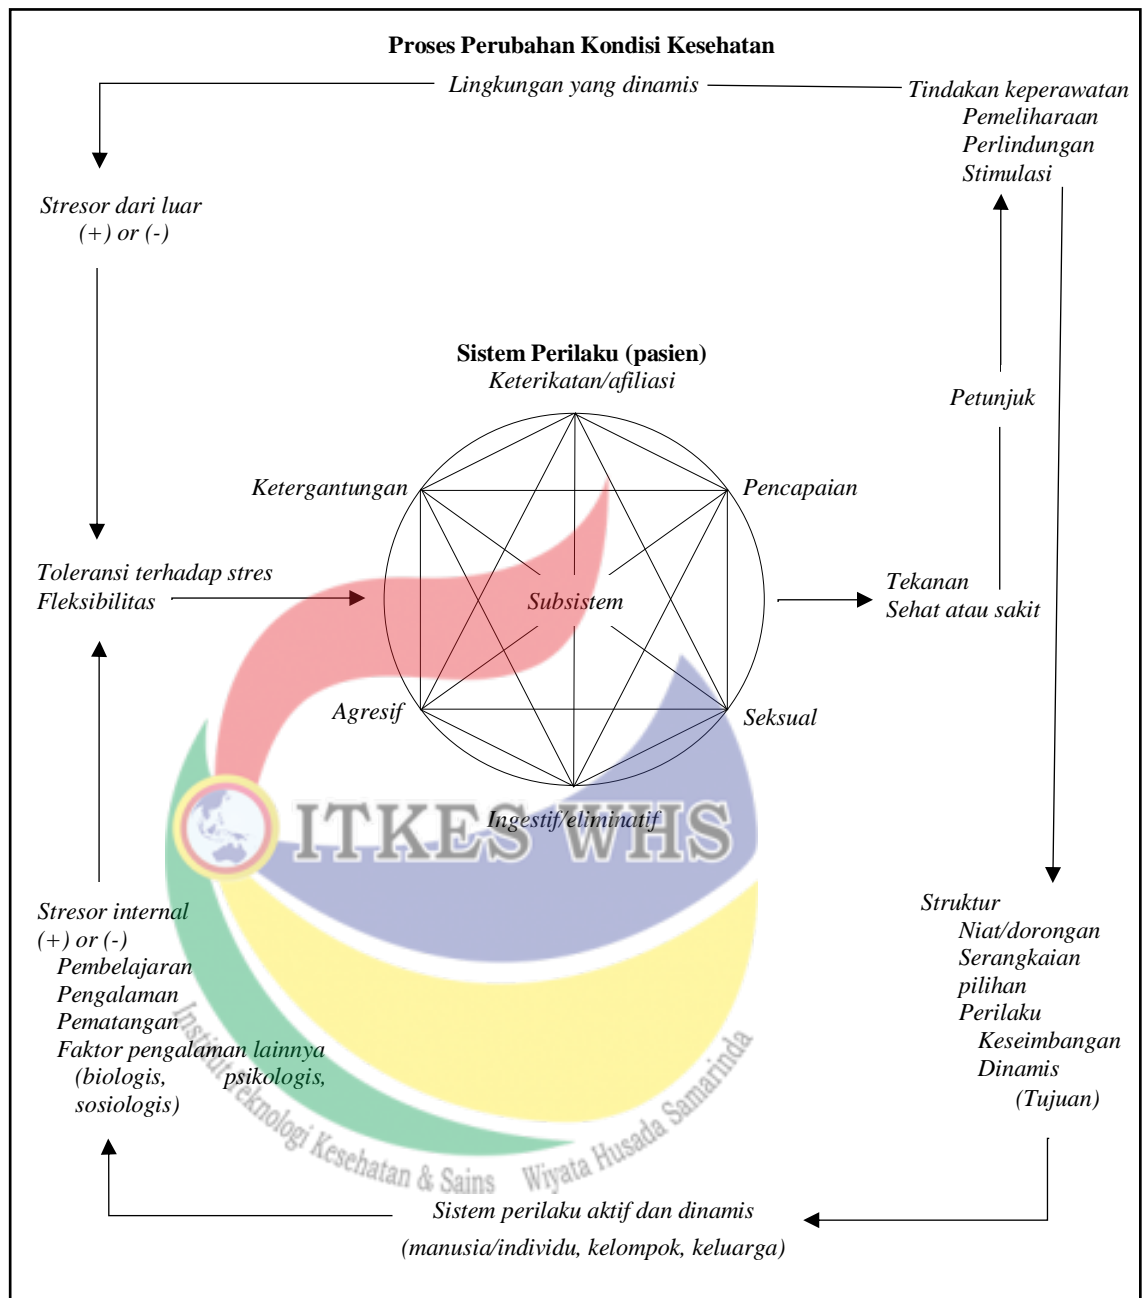 Proses Perubahan Kondisi Kesehatan
Lingkungan yang dinamis
Tindakan keperawatan
Pemeliharaan
Perlindungan
Stimulasi
Stresor dari luar
(+) or (-)
Sistem Perilaku (pasien)
Keterikatan/afiliasi
Petunjuk
Ketergantungan
Pencapaian
Toleransi terhadap stres
Fleksibilitas
Subsistem
Tekanan
Sehat atau sakit
Agresif
Seksual
Ingestif/eliminatif
ITKES WHS
Stresor internal
(+) or (-)
Pembelajaran
Pengalaman
Pematangan
Faktor pengalaman lainnya
(biologis, psikologis,
sosiologis)
Struktur
Niat/dorongan
Serangkaian
pilihan
Perilaku
Keseimbangan
Dinamis
(Tujuan)
Institut Teknologi Kesehatan & Sains Wiyata Husada Samarinda
Sistem perilaku aktif dan dinamis
(manusia/individu, kelompok, keluarga)